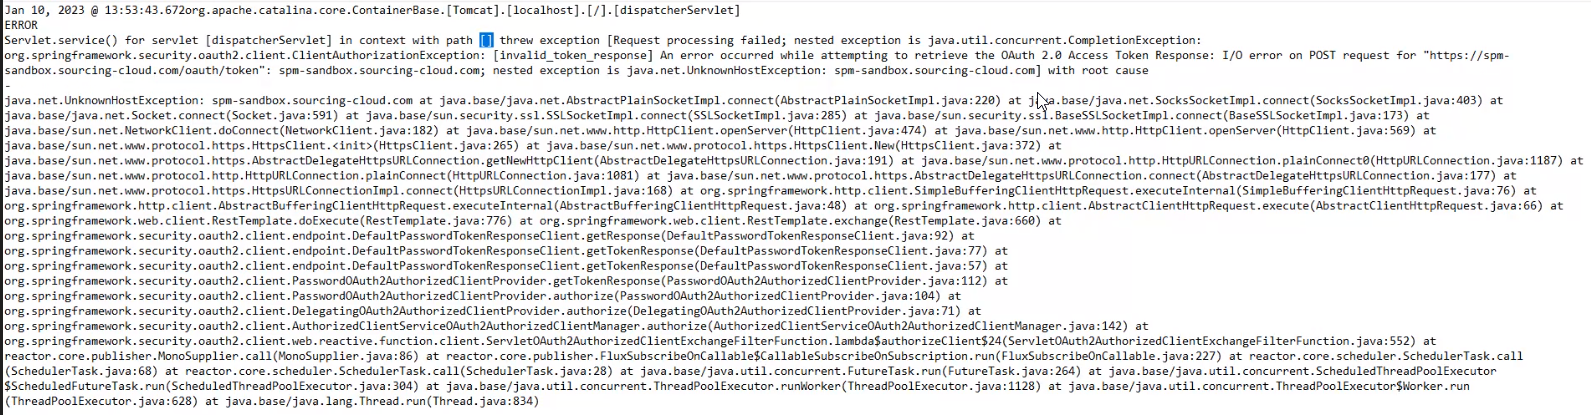 Jan 10, 2023 @ 13:53:43.672org.apache.catalina.core.ContainerBase.[Tomcat].[localhost].[/].[dispatcherServlet]
ERROR
Servlet.service() for servlet [dispatcherServlet] in context with path [] threw exception [Request processing failed; nested exception is java.util.concurrent.CompletionException:
org.springframework.security.oauth2.client.ClientAuthorizationException: [invalid_token_response] An error occurred while attempting to retrieve the OAuth 2.0 Access Token Response: I/O error on POST request for "https://spm-
sandbox.sourcing-cloud.com/oauth/token": spm-sandbox.sourcing-cloud.com; nested exception is java.net.UnknownHostException: spm-sandbox.sourcing-cloud.com] with root cause
-
java.net.UnknownHostException: spm-sandbox.sourcing-cloud.com at java.base/java.net.AbstractPlainSocketImpl.connect(AbstractPlainSocketImpl.java:220) at java.base/java.net.SocksSocketImpl.connect(SocksSocketImpl.java:403) at
java.base/java.net.Socket.connect(Socket.java:591) at java.base/sun.security.ssl.SSLSocketImpl.connect(SSLSocketImpl.java:285) at java.base/sun.security.ssl.BaseSSLSocketImpl.connect(BaseSSLSocketImpl.java:173) at
java.base/sun.net.NetworkClient.doConnect(NetworkClient.java:182) at java.base/sun.net.www.http.HttpClient.openServer(HttpClient.java:474) at java.base/sun.net.www.http.HttpClient.openServer(HttpClient.java:569) at
java.base/sun.net.www.protocol.https.HttpsClient.<init>(HttpsClient.java:265) at java.base/sun.net.www.protocol.https.HttpsClient.New(HttpsClient.java:372) at
java.base/sun.net.www.protocol.https.AbstractDelegateHttpsURLConnection.getNewHttpClient(AbstractDelegateHttpsURLConnection.java:191) at java.base/sun.net.www.protocol.http.HttpURLConnection.plainConnect0(HttpURLConnection.java:1187) at
java.base/sun.net.www.protocol.http.HttpURLConnection.plainConnect(HttpURLConnection.java:1081) at java.base/sun.net.www.protocol.https.AbstractDelegateHttpsURLConnection.connect(AbstractDelegateHttpsURLConnection.java:177) at
java.base/sun.net.www.protocol.https.HttpsURLConnectionImpl.connect(HttpsURLConnectionImpl.java:168) at org.springframework.http.client.SimpleBufferingClientHttpRequest.executeInternal(SimpleBufferingClientHttpRequest.java:76) at
org.springframework.http.client.AbstractBufferingClientHttpRequest.executeInternal(AbstractBufferingClientHttpRequest.java:48) at org.springframework.http.client.AbstractClientHttpRequest.execute(AbstractClientHttpRequest.java:66) at
org.springframework.web.client.RestTemplate.doExecute(RestTemplate.java:776) at org.springframework.web.client.RestTemplate.exchange(RestTemplate.java:660) at
org.springframework.security.oauth2.client.endpoint.DefaultPasswordTokenResponseClient.getResponse(DefaultPasswordTokenResponseClient.java:92) at
org.springframework.security.oauth2.client.endpoint.DefaultPasswordTokenResponseClient.getTokenResponse(DefaultPasswordTokenResponseClient.java:77) at
org.springframework.security.oauth2.client.endpoint.DefaultPasswordTokenResponseClient.getTokenResponse(DefaultPasswordTokenResponseClient.java:57) at
org.springframework.security.oauth2.client.PasswordOAuth2AuthorizedClientProvider.getTokenResponse(PasswordOAuth2AuthorizedClientProvider.java:112) at
org.springframework.security.oauth2.client.PasswordOAuth2AuthorizedClientProvider.authorize(PasswordOAuth2AuthorizedClientProvider.java:104) at
org.springframework.security.oauth2.client.DelegatingOAuth2AuthorizedClientProvider.authorize(DelegatingOAuth2AuthorizedClientProvider.java:71) at
org.springframework.security.oauth2.client.AuthorizedClientServiceOAuth2AuthorizedClientManager.authorize(AuthorizedClientServiceOAuth2AuthorizedClientManager.java:142) at
org.springframework.security.oauth2.client.web.reactive.function.client.ServletOAuth2AuthorizedClientExchangeFilterFunction.lambda$authorizeClient$24(ServletOAuth2AuthorizedClientExchangeFilterFunction.java:552) at
reactor.core.publisher.MonoSupplier.call(MonoSupplier.java:86) at reactor.core.publisher.FluxSubscribeOnCallable$CallableSubscribeOnSubscription.run(FluxSubscribeOnCallable.java:227) at reactor.core.scheduler.SchedulerTask.call
(SchedulerTask.java:68) at reactor.core.scheduler.SchedulerTask.call(SchedulerTask.java:28) at java.base/java.util.concurrent.FutureTask.run(FutureTask.java:264) at java.base/java.util.concurrent.ScheduledThreadPoolExecutor
$ScheduledFutureTask.run(ScheduledThreadPoolExecutor.java:304) at java.base/java.util.concurrent.ThreadPoolExecutor.runWorker(ThreadPoolExecutor.java:1128) at java.base/java.util.concurrent.ThreadPoolExecutor$Worker.run
(ThreadPoolExecutor.java:628) at java.base/java.lang.Thread.run(Thread.java:834)